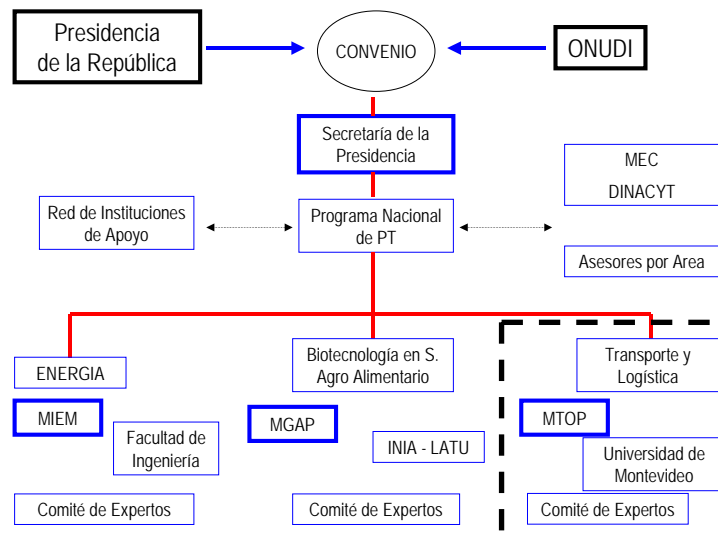 Presidencia
de la República
CONVENIO
ONUDI
Secretaría de la
Presidencia
MEC
DINACYT
Red de Instituciones
de Apoyo
Programa Nacional
de PT
Asesores por Area
ENERGIA
Biotecnología en S.
Agro Alimentario
Transporte y
Logística
MIEM
MGAP
MTOP
Facultad de
Ingeniería
INIA - LATU
Universidad de
Montevideo
Comité de Expertos
Comité de Expertos
Comité de Expertos